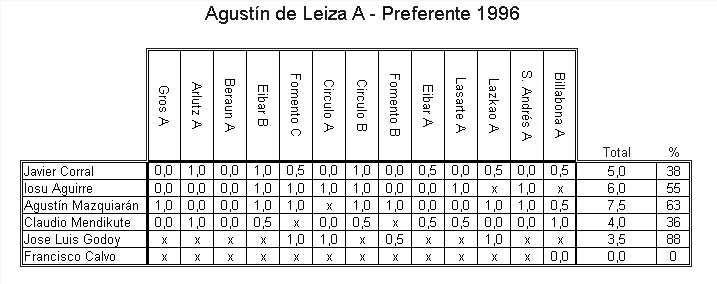 Agustín de Leiza A - Preferente 1996
Gros A Arlutz A Beraun A Eibar B Fomento C Circulo A Circulo B Fomento B Eibar A Lasarte A Lazkao A S. Andrés A Billabona A Total %
Javier Corral 0,0 1,0 0,0 1,0 0,5 0,0 1,0 0,0 0,5 0,0 0,5 0,0 0,5 5,0 38
Iosu Aguirre 0,0 0,0 0,0 1,0 1,0 1,0 1,0 0,0 0,0 1,0 x 1,0 x 6,0 55
Agustín Mazquiarán 1,0 0,0 0,0 1,0 1,0 x 1,0 1,0 0,0 0,0 1,0 1,0 0,5 7,5 63
Claudio Mendikute 0,0 1,0 0,0 0,5 x 0,0 0,5 x 0,5 0,5 0,0 0,0 1,0 4,0 36
Jose Luis Godoy x x x x 1,0 1,0 x 0,5 x x 1,0 x x 3,5 88
Francisco Calvo x x x x x x x x x x x x 0,0 0,0 0